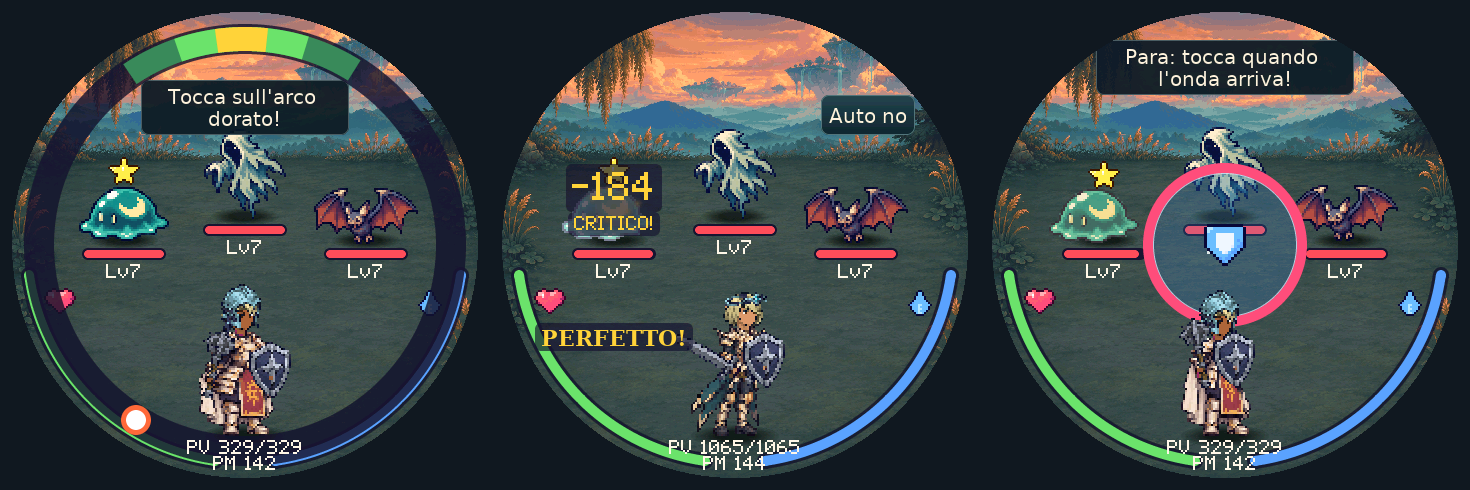 Tocca sull'arco
dorato!
Lv7
Lv7
Lv7
PV 329/329
PM 142
Auto no
-184
CRITICO!
Lv7
Lv7
Lv7
PERFETTO!
PV 1065/1065
PM 144
Para: tocca quando
l'onda arriva!
Lv7
Lv7
PV 329/329
PM 142